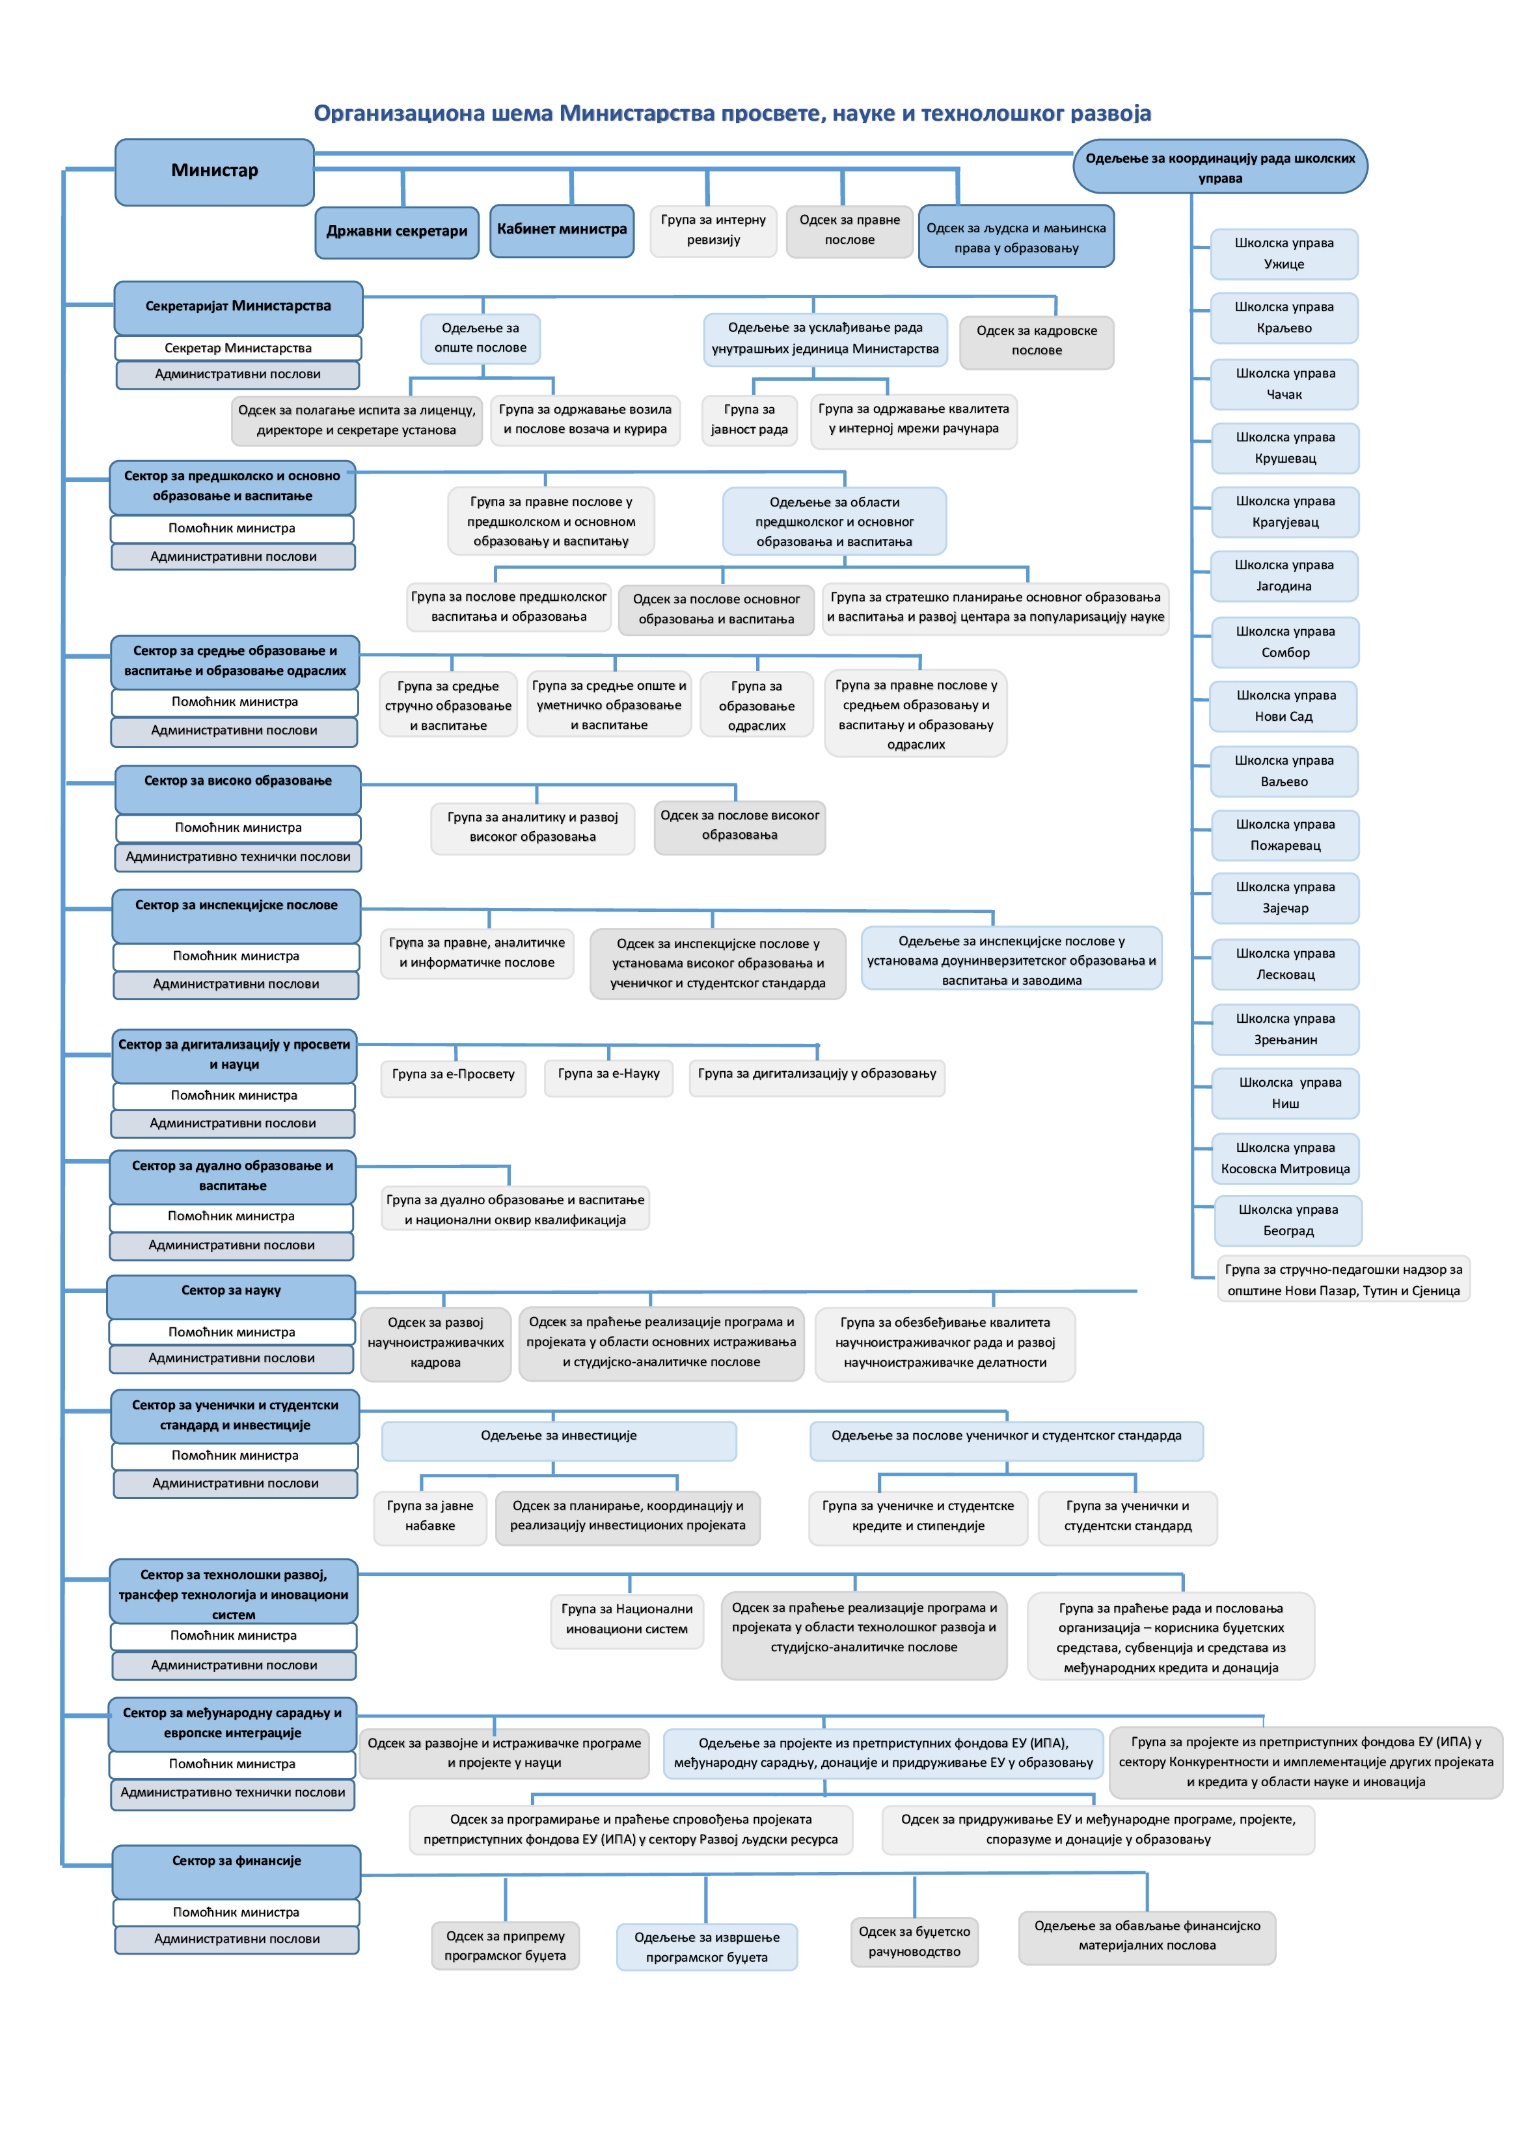 Организациона шема Министарства просвете, науке и технолошког развоја
Министар
Одељење за координацију рада школских
управа
Државни секретари
Кабинет министра
Група за интерну
ревизију
Одсек за правне
послове
Одсек за људска и мањинска
права у образовању
Секретаријат Министарства
Секретар Министарства
Административни послови
Одељење за
опште послове
Одељење за усклађивање рада
унутрашњих јединица Министарства
Одсек за кадровске
послове
Одсек за полагање испита за лиценцу,
директоре и секретаре установа
Група за одржавање возила
и послове возача и курира
Група за
јавност рада
Група за одржавање квалитета
у интерној мрежи рачунара
Сектор за предшколско и основно
образовање и васпитање
Помоћник министра
Административни послови
Група за правне послове у
предшколском и основном
образовању и васпитању
Одељење за области
предшколског и основног
образовања и васпитања
Група за послове предшколског
васпитања и образовања
Одсек за послове основног
образовања и васпитања
Група за стратешко планирање основног образовања
и васпитања и развој центара за популаризацију науке
Сектор за средње образовање и
васпитање и образовање одраслих
Помоћник министра
Административни послови
Група за средње
стручно образовање
и васпитање
Група за средње опште и
уметничко образовање
и васпитање
Група за
образовање
одраслих
Група за правне послове у
средњем образовању и
васпитању и образовању
одраслих
Сектор за високо образовање
Помоћник министра
Административно технички послови
Група за аналитику и развој
високог образовања
Одсек за послове високог
образовања
Сектор за инспекцијске послове
Помоћник министра
Административни послови
Група за правне, аналитичке
и информатичке послове
Одсек за инспекцијске послове у
установама високог образовања и
ученичког и студентског стандарда
Одељење за инспекцијске послове у
установама доунинверзитетског образовања и
васпитања и заводима
Сектор за дигитализацију у просвети
и науци
Помоћник министра
Административни послови
Група за е-Просвету
Група за е-Науку
Група за дигитализацију у образовању
Сектор за дуално образовање и
васпитање
Помоћник министра
Административни послови
Група за дуално образовање и васпитање
и национални оквир квалификација
Сектор за науку
Помоћник министра
Административни послови
Одсек за развој
научноистраживачких
кадрова
Одсек за праћење реализације програма и
пројеката у области основних истраживања
и студијско-аналитичке послове
Група за обезбеђивање квалитета
научноистраживачког рада и развој
научноистраживачке делатности
Сектор за ученички и студентски
стандард и инвестиције
Помоћник министра
Административни послови
Одељење за инвестиције
Одељење за послове ученичког и студентског стандарда
Група за јавне
набавке
Одсек за планирање, координацију и
реализацију инвестиционих пројеката
Група за ученичке и студентске
кредите и стипендије
Група за ученички и
студентски стандард
Сектор за технолошки развој,
трансфер технологија и иновациони
систем
Помоћник министра
Административни послови
Група за Национални
иновациони систем
Одсек за праћење реализације програма и
пројеката у области технолошког развоја и
студијско-аналитичке послове
Група за праћење рада и пословања
организација – корисника буџетских
средстава, субвенција и средстава из
међународних кредита и донација
Сектор за међународну сарадњу и
европске интеграције
Помоћник министра
Административно технички послови
Одсек за развојне и истраживачке програме
и пројекте у науци
Одељење за пројекте из претприступних фондова ЕУ (ИПА),
међународну сарадњу, донације и придруживање ЕУ у образовању
Група за пројекте из претприступних фондова ЕУ (ИПА) у
сектору Конкурентности и имплементације других пројеката
и кредита у области науке и иновација
Одсек за програмирање и праћење спровођења пројеката
претприступних фондова ЕУ (ИПА) у сектору Развој људски ресурса
Одсек за придруживање ЕУ и међународне програме, пројекте,
споразуме и донације у образовању
Сектор за финансије
Помоћник министра
Административни послови
Одсек за припрему
програмског буџета
Одељење за извршење
програмског буџета
Одсек за буџетско
рачуноводство
Одељење за обављање финансијско
материјалних послова
Школска управа
Ужице
Школска управа
Краљево
Школска управа
Чачак
Школска управа
Крушевац
Школска управа
Крагујевац
Школска управа
Јагодина
Школска управа
Сомбор
Школска управа
Нови Сад
Школска управа
Ваљево
Школска управа
Пожаревац
Школска управа
Зајечар
Школска управа
Лесковац
Школска управа
Зрењанин
Школска управа
Ниш
Школска управа
Косовска Митровица
Школска управа
Београд
Група за стручно-педагошки надзор за
општине Нови Пазар, Тутин и Сјеница